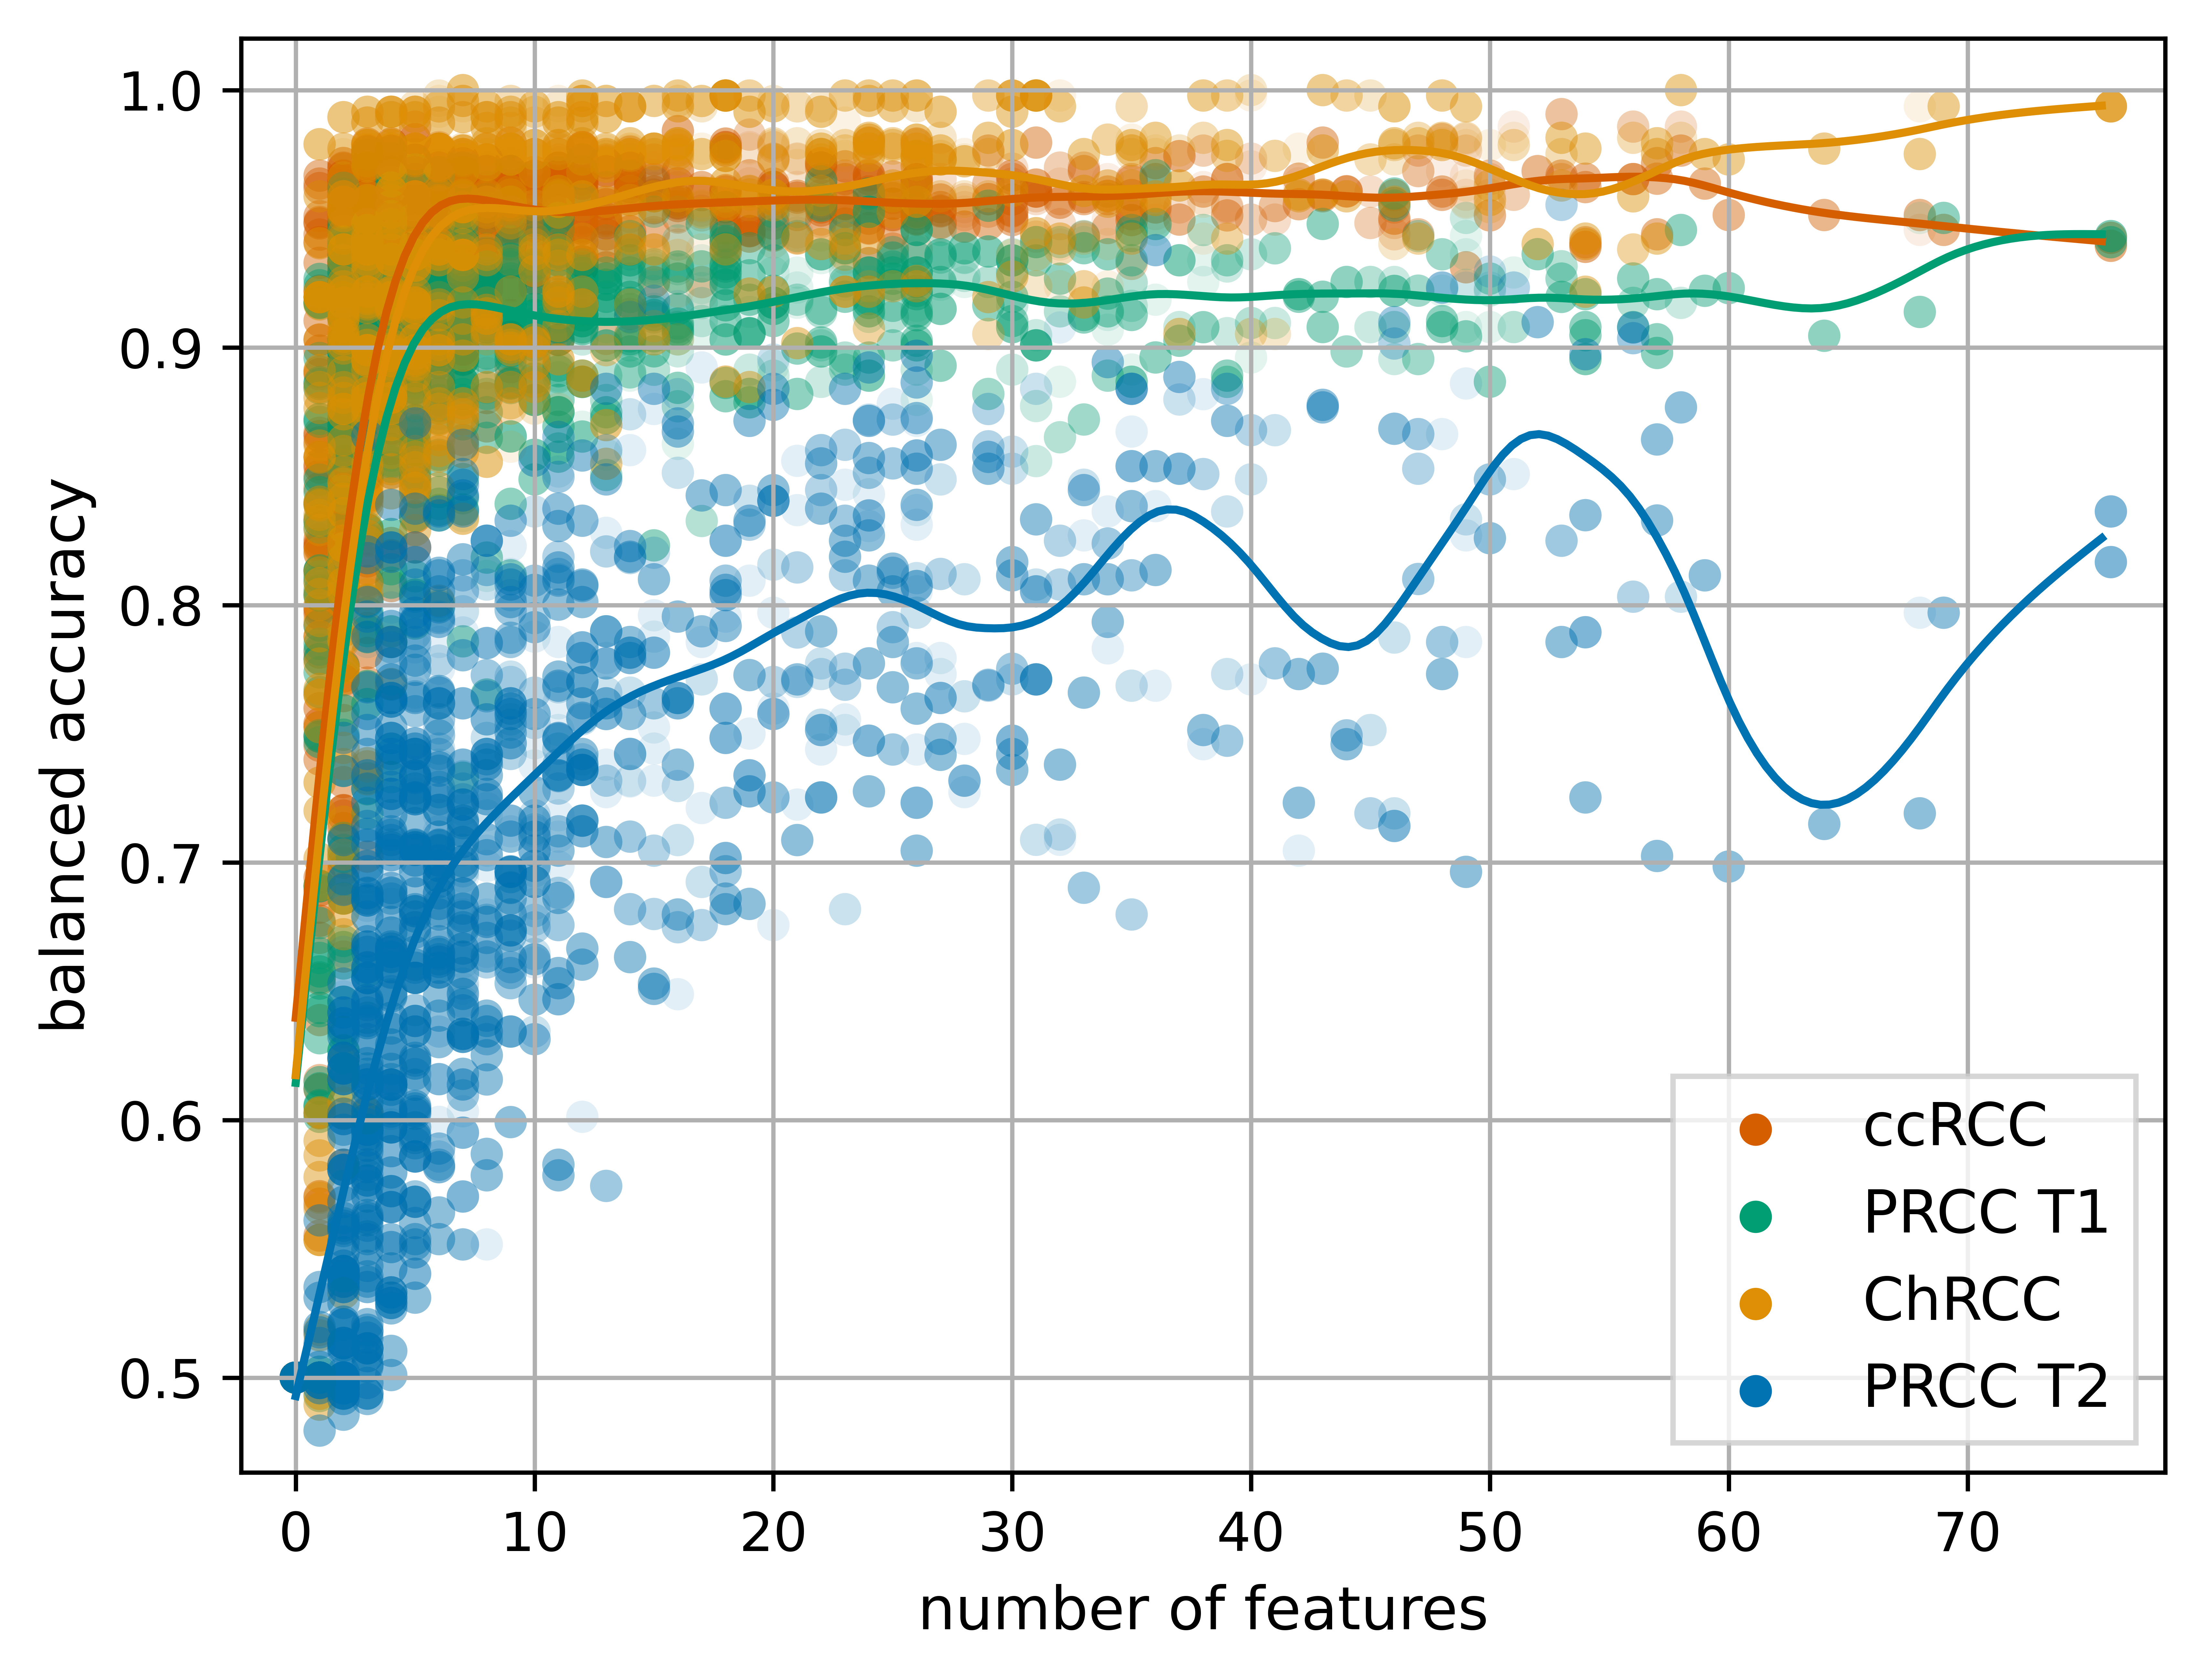 1.0
0.9
0.8
0.7
0.6
0.5
balanced accuracy
0 10 20 30 40 50 60 70
number of features
ccRCC
PRCC T1
ChRCC
PRCC T2